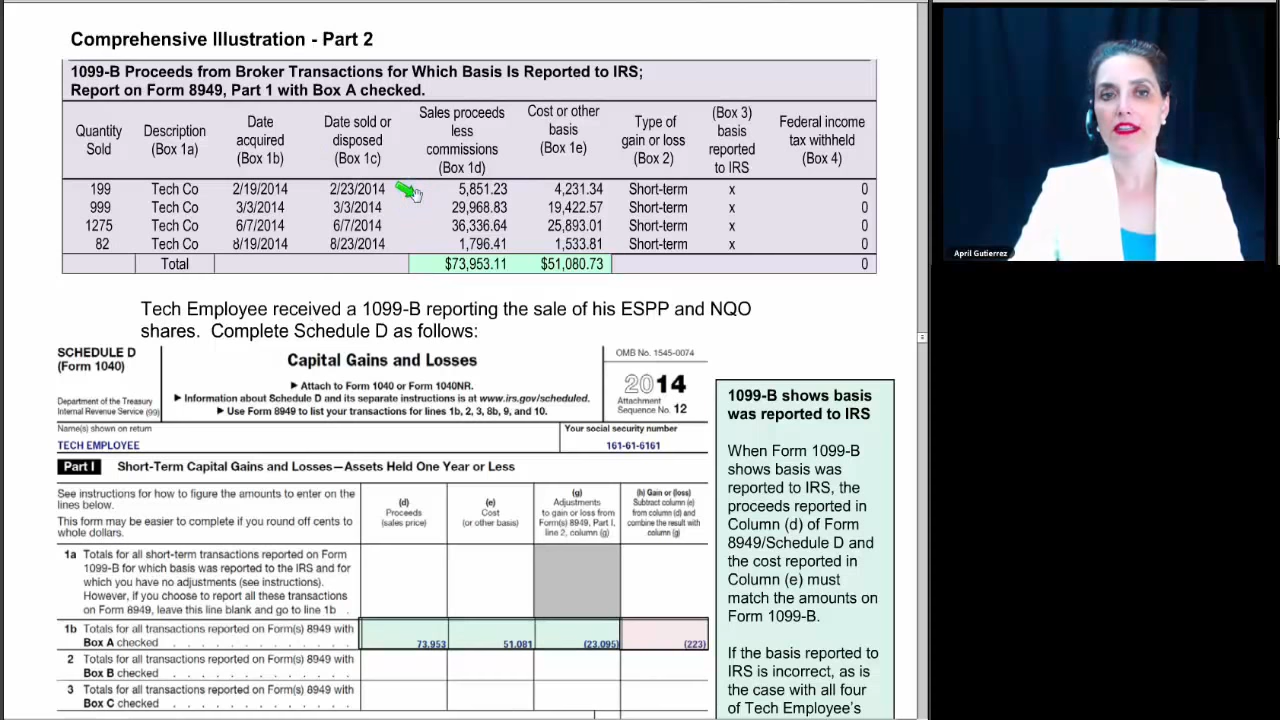 Comprehensive Illustration - Part 2
1099-B Proceeds from Broker Transactions for Which Basis Is Reported to IRS;
Report on Form 8949, Part 1 with Box A checked.
Quantity Sold Description (Box 1a) Date acquired (Box 1b) Date sold or disposed (Box 1c) Sales proceeds less commissions (Box 1d) Cost or other basis (Box 1e) Type of gain or loss (Box 2) (Box 3) basis reported to IRS Federal income tax withheld (Box 4)
199 Tech Co 2/19/2014 2/23/2014 5,851.23 4,231.34 Short-term x 0
999 Tech Co 3/3/2014 3/3/2014 29,968.83 19,422.57 Short-term x 0
1275 Tech Co 6/7/2014 6/7/2014 36,336.64 25,893.01 Short-term x 0
82 Tech Co 8/19/2014 8/23/2014 1,796.41 1,533.81 Short-term x 0
Total $73,953.11 $51,080.73 0
Tech Employee received a 1099-B reporting the sale of his ESPP and NQO
shares. Complete Schedule D as follows:
SCHEDULE D
(Form 1040)
Department of the Treasury
Internal Revenue Service (99)
Capital Gains and Losses
▶ Attach to Form 1040 or Form 1040NR.
▶ Information about Schedule D and its separate instructions is at www.irs.gov/scheduled.
▶ Use Form 8949 to list your transactions for lines 1b, 2, 3, 8b, 9, and 10.
OMB No. 1545-0074
2014
Attachment
Sequence No. 12
Name(s) shown on return
TECH EMPLOYEE
Your social security number
161-61-6161
Part I Short-Term Capital Gains and Losses—Assets Held One Year or Less
See instructions for how to figure the amounts to enter on the
lines below.
This form may be easier to complete if you round off cents to
whole dollars.
(d)
Proceeds
(sales price)
(e)
Cost
(or other basis)
(g)
Adjustments
to gain or loss from
Form(s) 8949, Part I,
line 2, column (g)
(h) Gain or (loss)
Subtract column (e)
from column (d) and
combine the result with
column (g)
1a Totals for all short-term transactions reported on Form
1099-B for which basis was reported to the IRS and for
which you have no adjustments (see instructions).
However, if you choose to report all these transactions
on Form 8949, leave this line blank and go to line 1b .
1b Totals for all transactions reported on Form(s) 8949 with
Box A checked . . . . . . . . . . . . 73,953 51,081 (23,095) (223)
2 Totals for all transactions reported on Form(s) 8949 with
Box B checked . . . . . . . . . . . .
3 Totals for all transactions reported on Form(s) 8949 with
Box C checked . . . . . . . . . . . .
1099-B shows basis
was reported to IRS
When Form 1099-B
shows basis was
reported to IRS, the
proceeds reported in
Column (d) of Form
8949/Schedule D and
the cost reported in
Column (e) must
match the amounts on
Form 1099-B.
If the basis reported to
IRS is incorrect, as is
the case with all four
of Tech Employee's
April Gutierrez